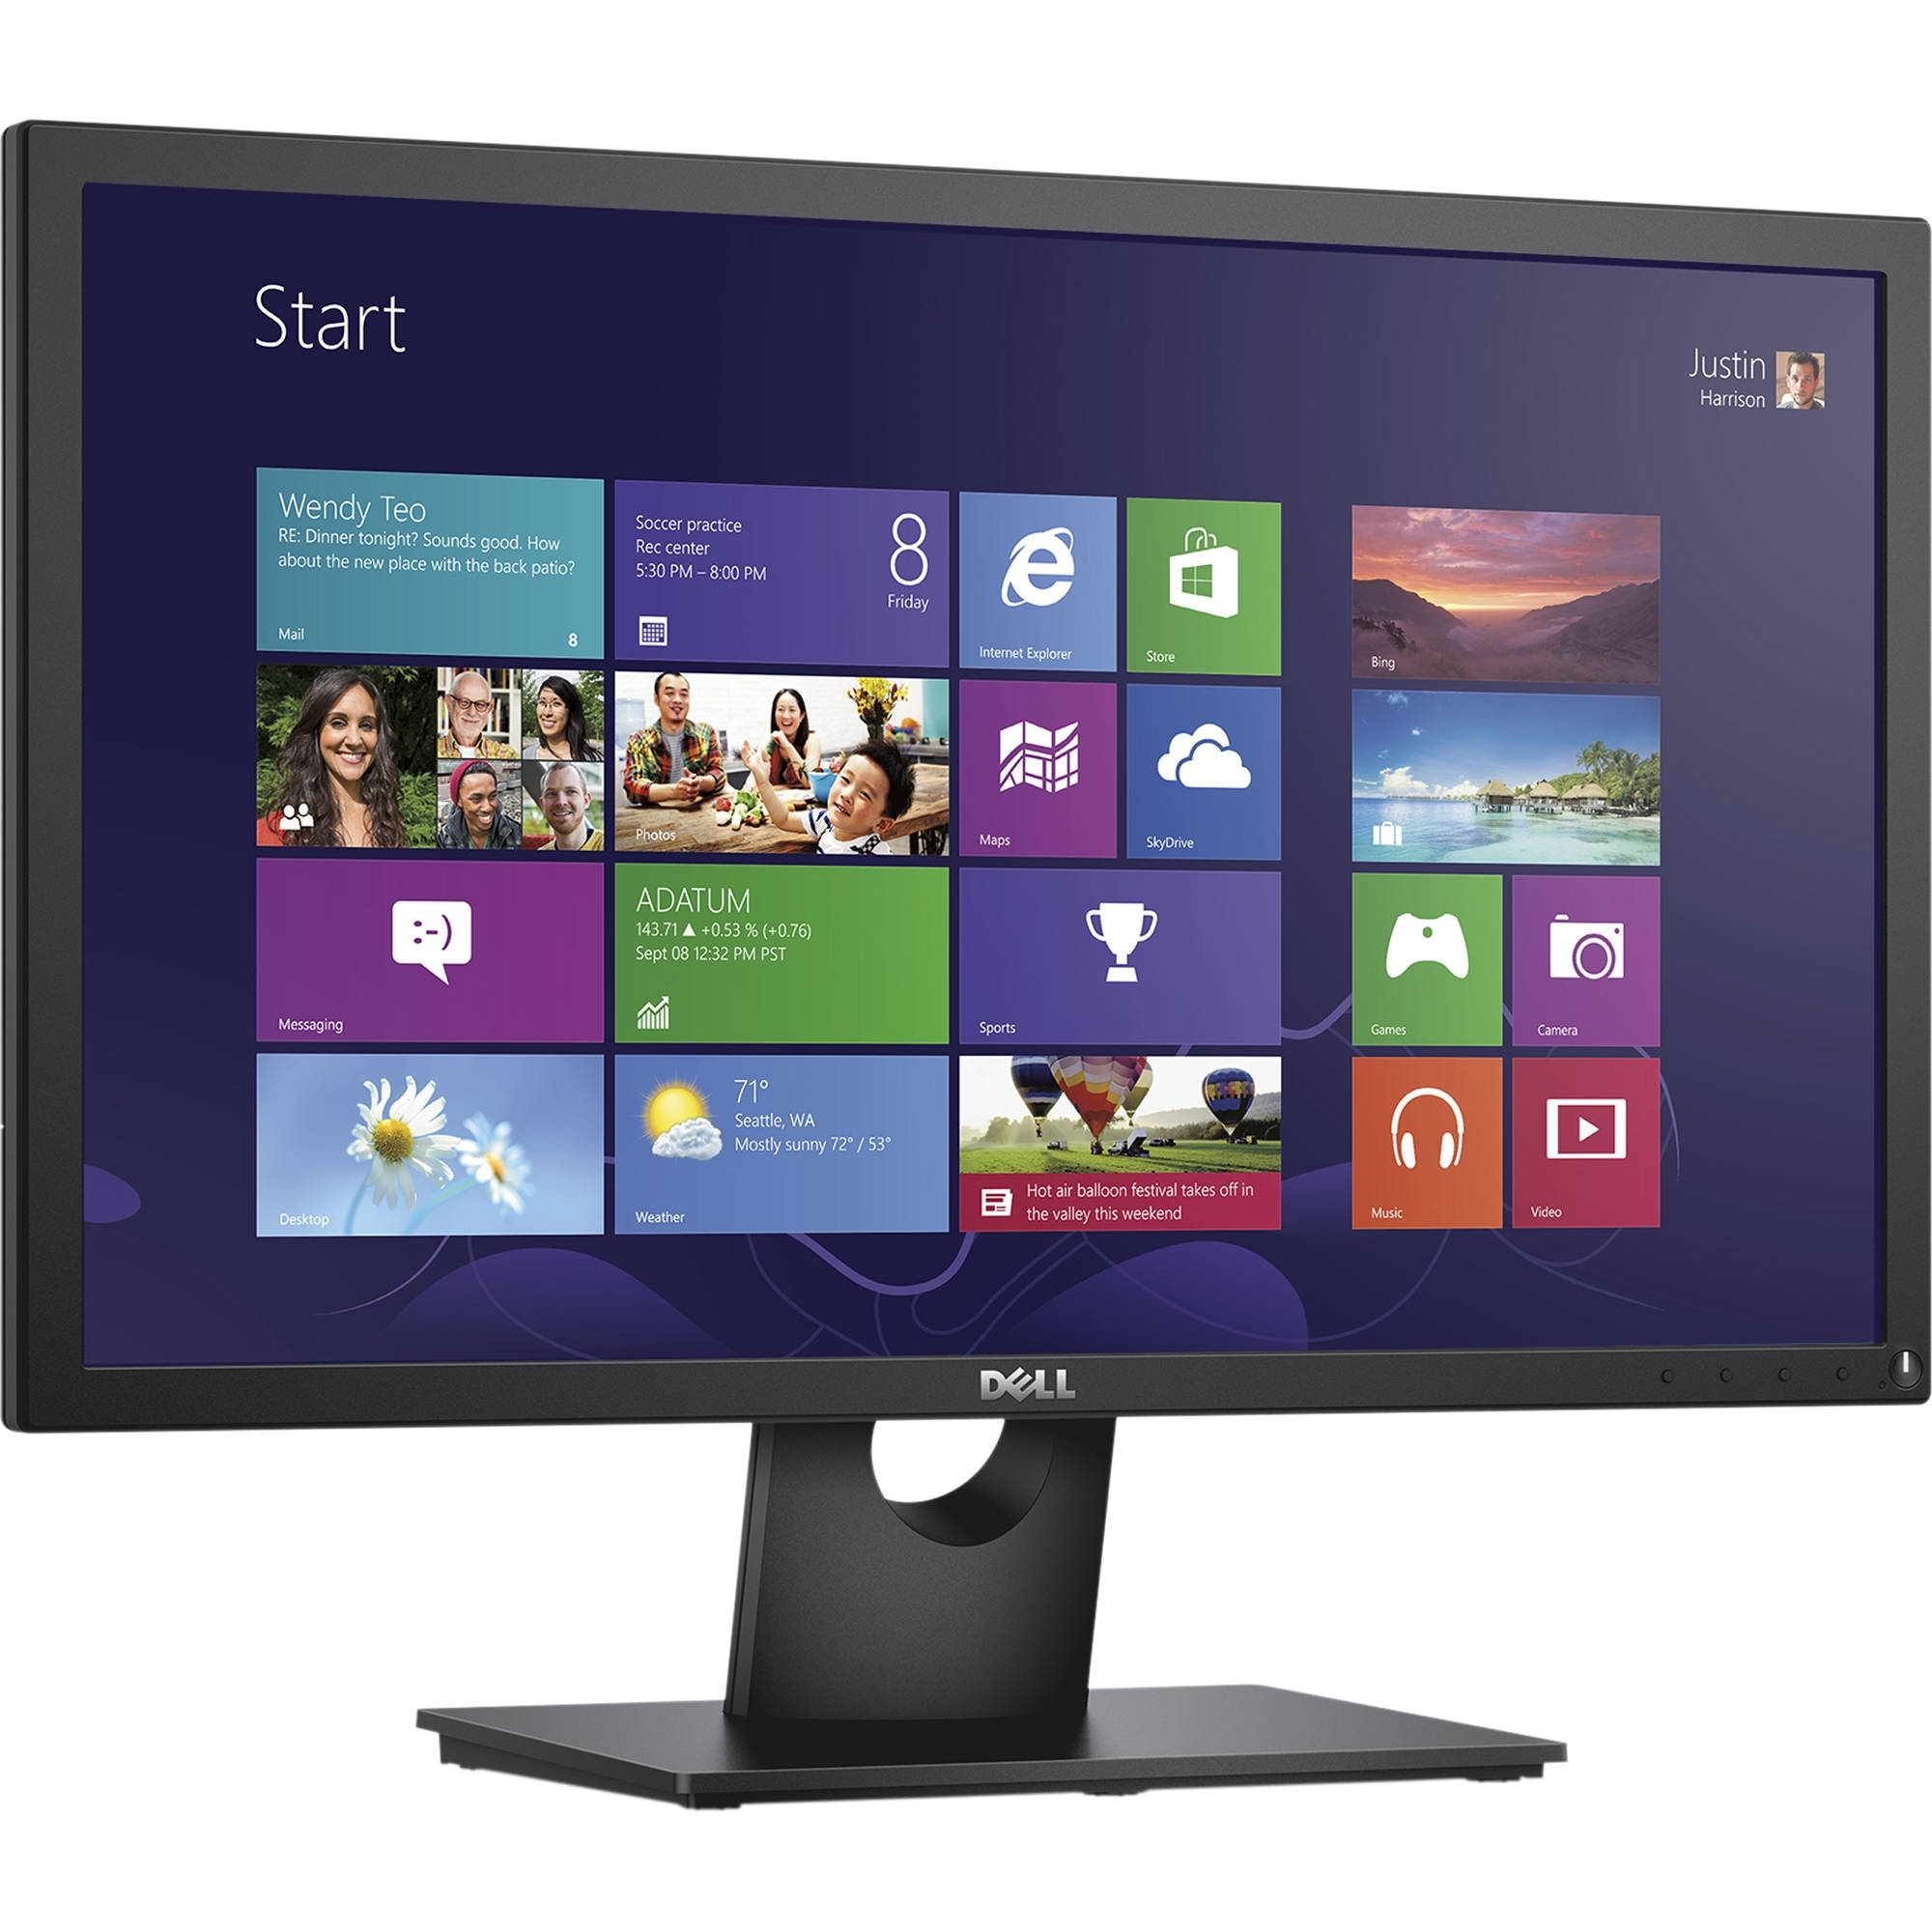 Start
Justin
Harrison
Wendy Teo
RE: Dinner tonight? Sounds good. How
about the new place with the back patio?
Mail
8
Soccer practice
Rec center
5:30 PM – 8:00 PM
8
Friday
Internet Explorer
Store
Bing
Photos
Maps
SkyDrive
Messaging
ADATUM
143.71 ▲ +0.53 % (+0.76)
Sept 08 12:32 PM PST
Sports
Games
Camera
Desktop
71°
Seattle, WA
Mostly sunny 72° / 53°
Weather
Hot air balloon festival takes off in
the valley this weekend
Music
Video
DELL